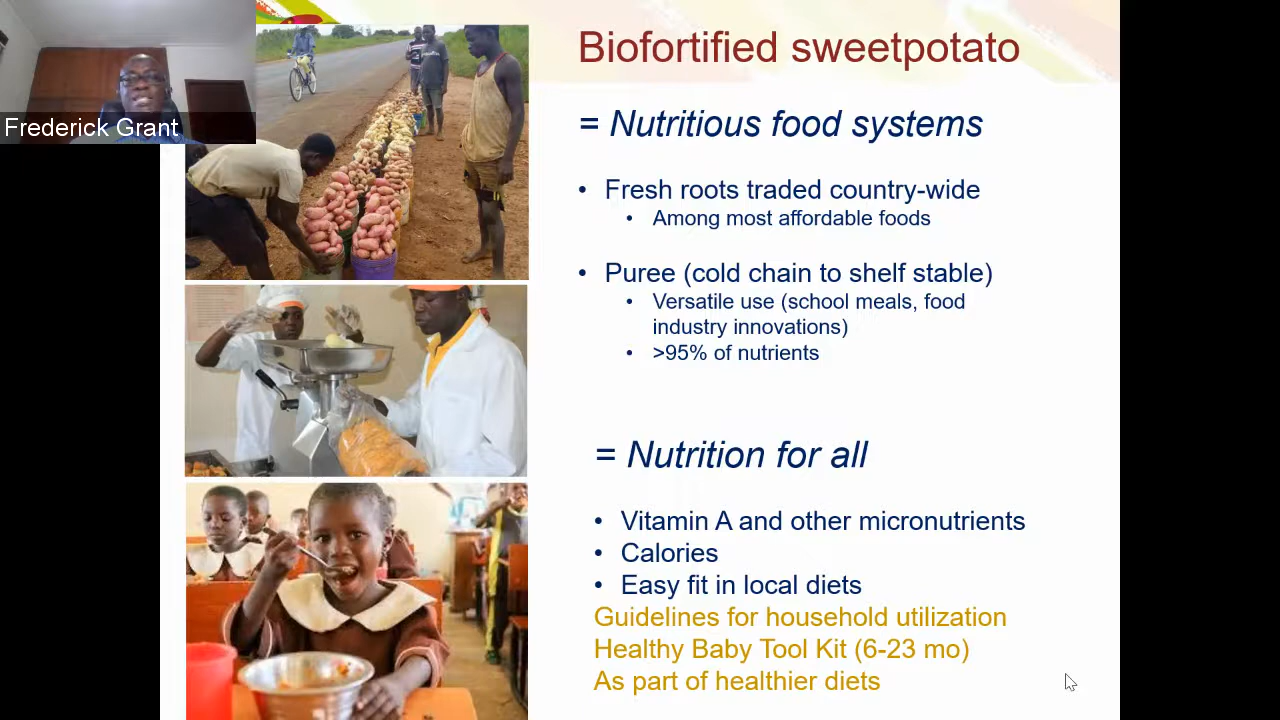 Frederick Grant
Biofortified sweetpotato
= Nutritious food systems
• Fresh roots traded country-wide
• Among most affordable foods
• Puree (cold chain to shelf stable)
• Versatile use (school meals, food
industry innovations)
• >95% of nutrients
= Nutrition for all
• Vitamin A and other micronutrients
• Calories
• Easy fit in local diets
Guidelines for household utilization
Healthy Baby Tool Kit (6-23 mo)
As part of healthier diets